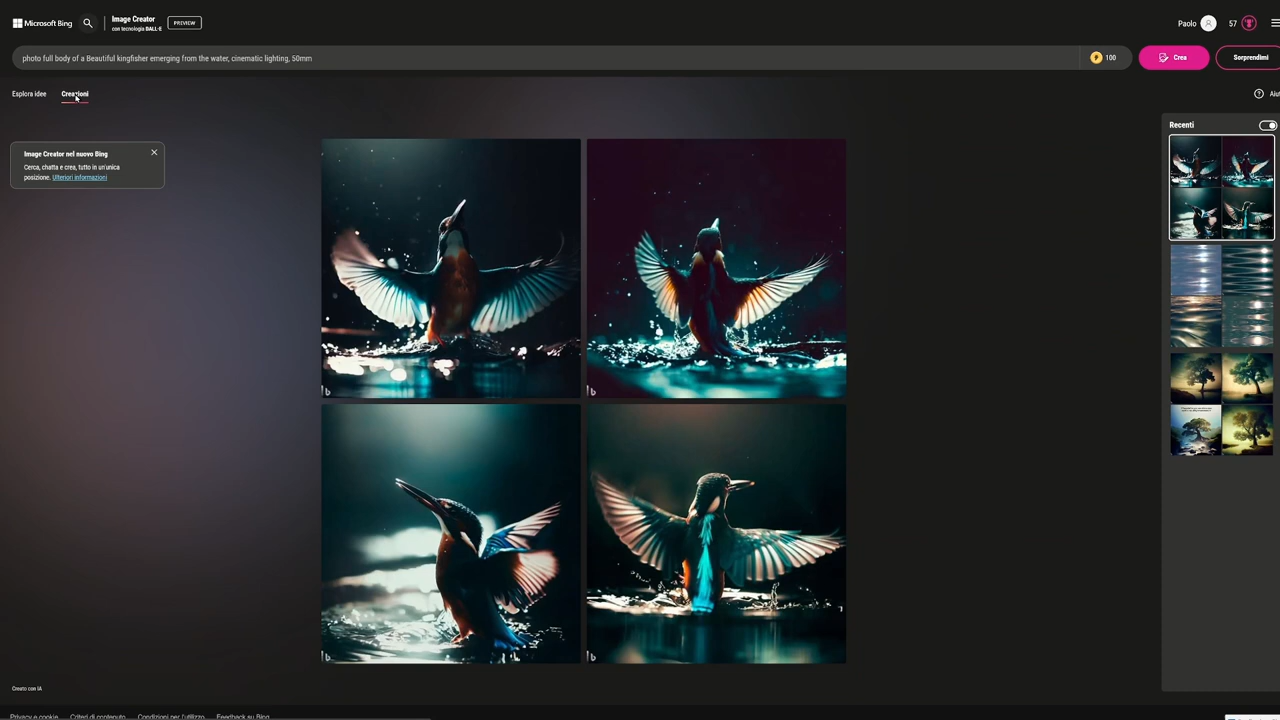 Microsoft Bing
Image Creator
con tecnologia DALL·E
PREVIEW
Paolo
57
photo full body of a Beautiful kingfisher emerging from the water, cinematic lighting, 50mm
100
Crea
Sorprendimi
Esplora idee
Creazioni
Aiut
Image Creator nel nuovo Bing
Cerca, chatta e crea, tutto in un'unica
posizione. Ulteriori informazioni
Recenti
Creato con IA
Privacy e cookie
Criteri di contenuto
Condizioni per l'utilizzo
Feedback su Bing